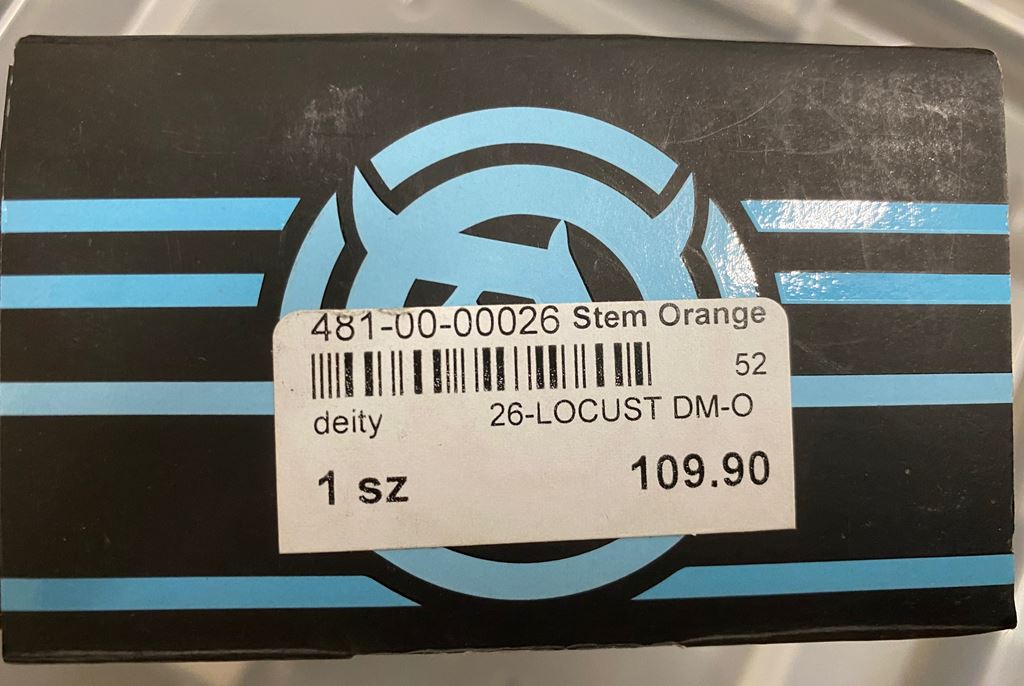 481-00-00026 Stem Orange
52
deity 26-LOCUST DM-O
1 sz 109.90